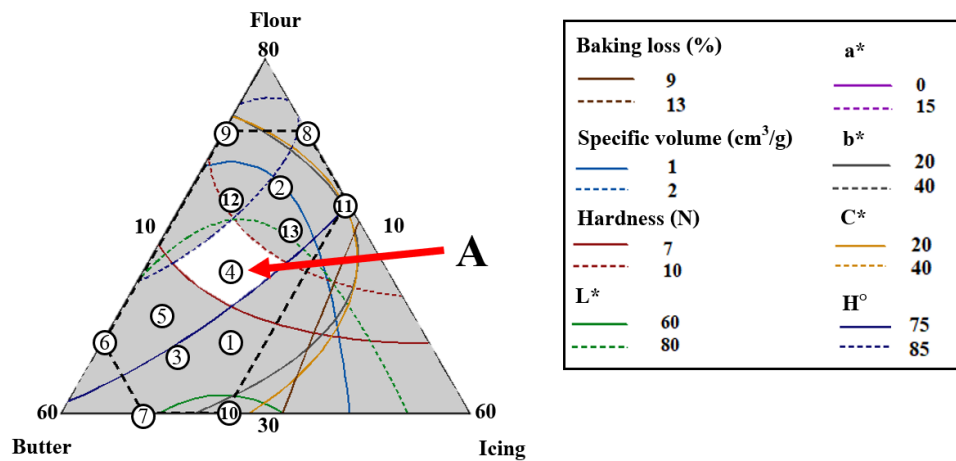 Flour
80
9
8
2
12
11
10
13
10
A
4
5
6
1
3
60
7
10
30
60
Butter
Icing
Baking loss (%)
9
13
Specific volume (cm³/g)
1
2
Hardness (N)
7
10
L*
60
80
a*
0
15
b*
20
40
C*
20
40
H°
75
85